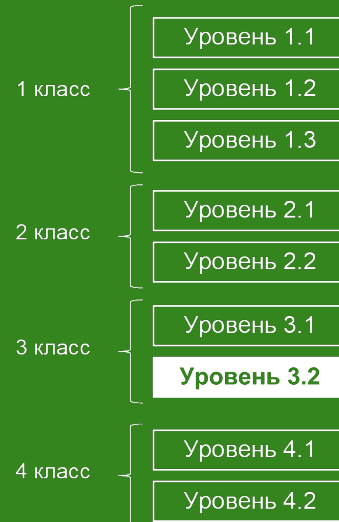 1 класс
Уровень 1.1
Уровень 1.2
Уровень 1.3
2 класс
Уровень 2.1
Уровень 2.2
3 класс
Уровень 3.1
Уровень 3.2
4 класс
Уровень 4.1
Уровень 4.2